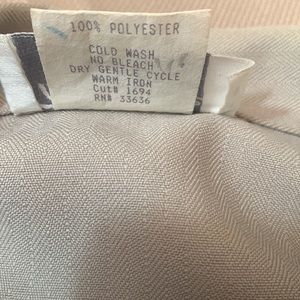 100% POLYESTER
COLD WASH
NO BLEACH
DRY GENTLE CYCLE
WARM IRON
Cut# 1694
RN# 33636